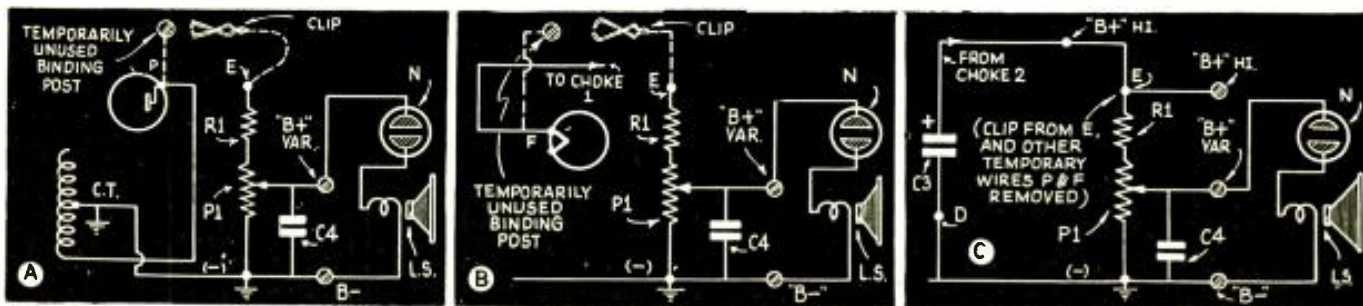 TEMPORARILY
UNUSED
BINDING
POST
P
CLIP
E
N
R1
"B+"
VAR.
C.T.
P1
C4
L.S.
(-)
B-
A
CLIP
E
N
TO CHOKE
1
R1
"B+"
VAR.
F
TEMPORARILY
UNUSED
BINDING
POST
P1
C4
L.S.
(-)
"B-"
B
"B+" HI.
FROM
CHOKE 2
E
"B+" HI.
N
R1
(CLIP FROM E,
AND OTHER
TEMPORARY
WIRES P & F
REMOVED)
"B+"
VAR
+
C3
D
P1
C4
L.S.
(-)
"B-"
C